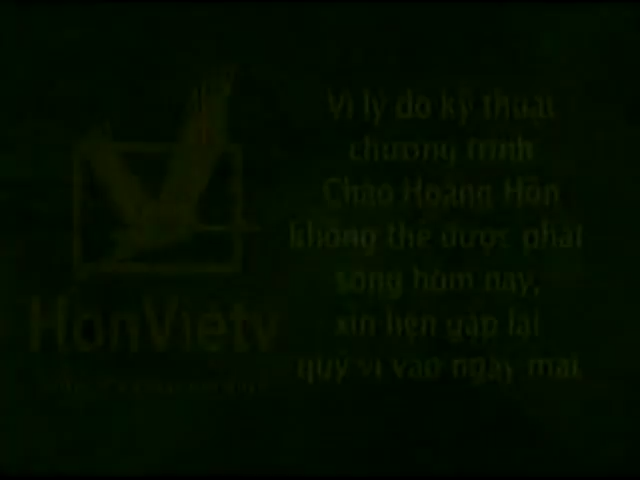 Vì lý do kỹ thuật
chương trình
Chào Hoàng Hôn
không thể được phát
sóng hôm nay,
xin hẹn gặp lại
quý vị vào ngày mai
HonVietv